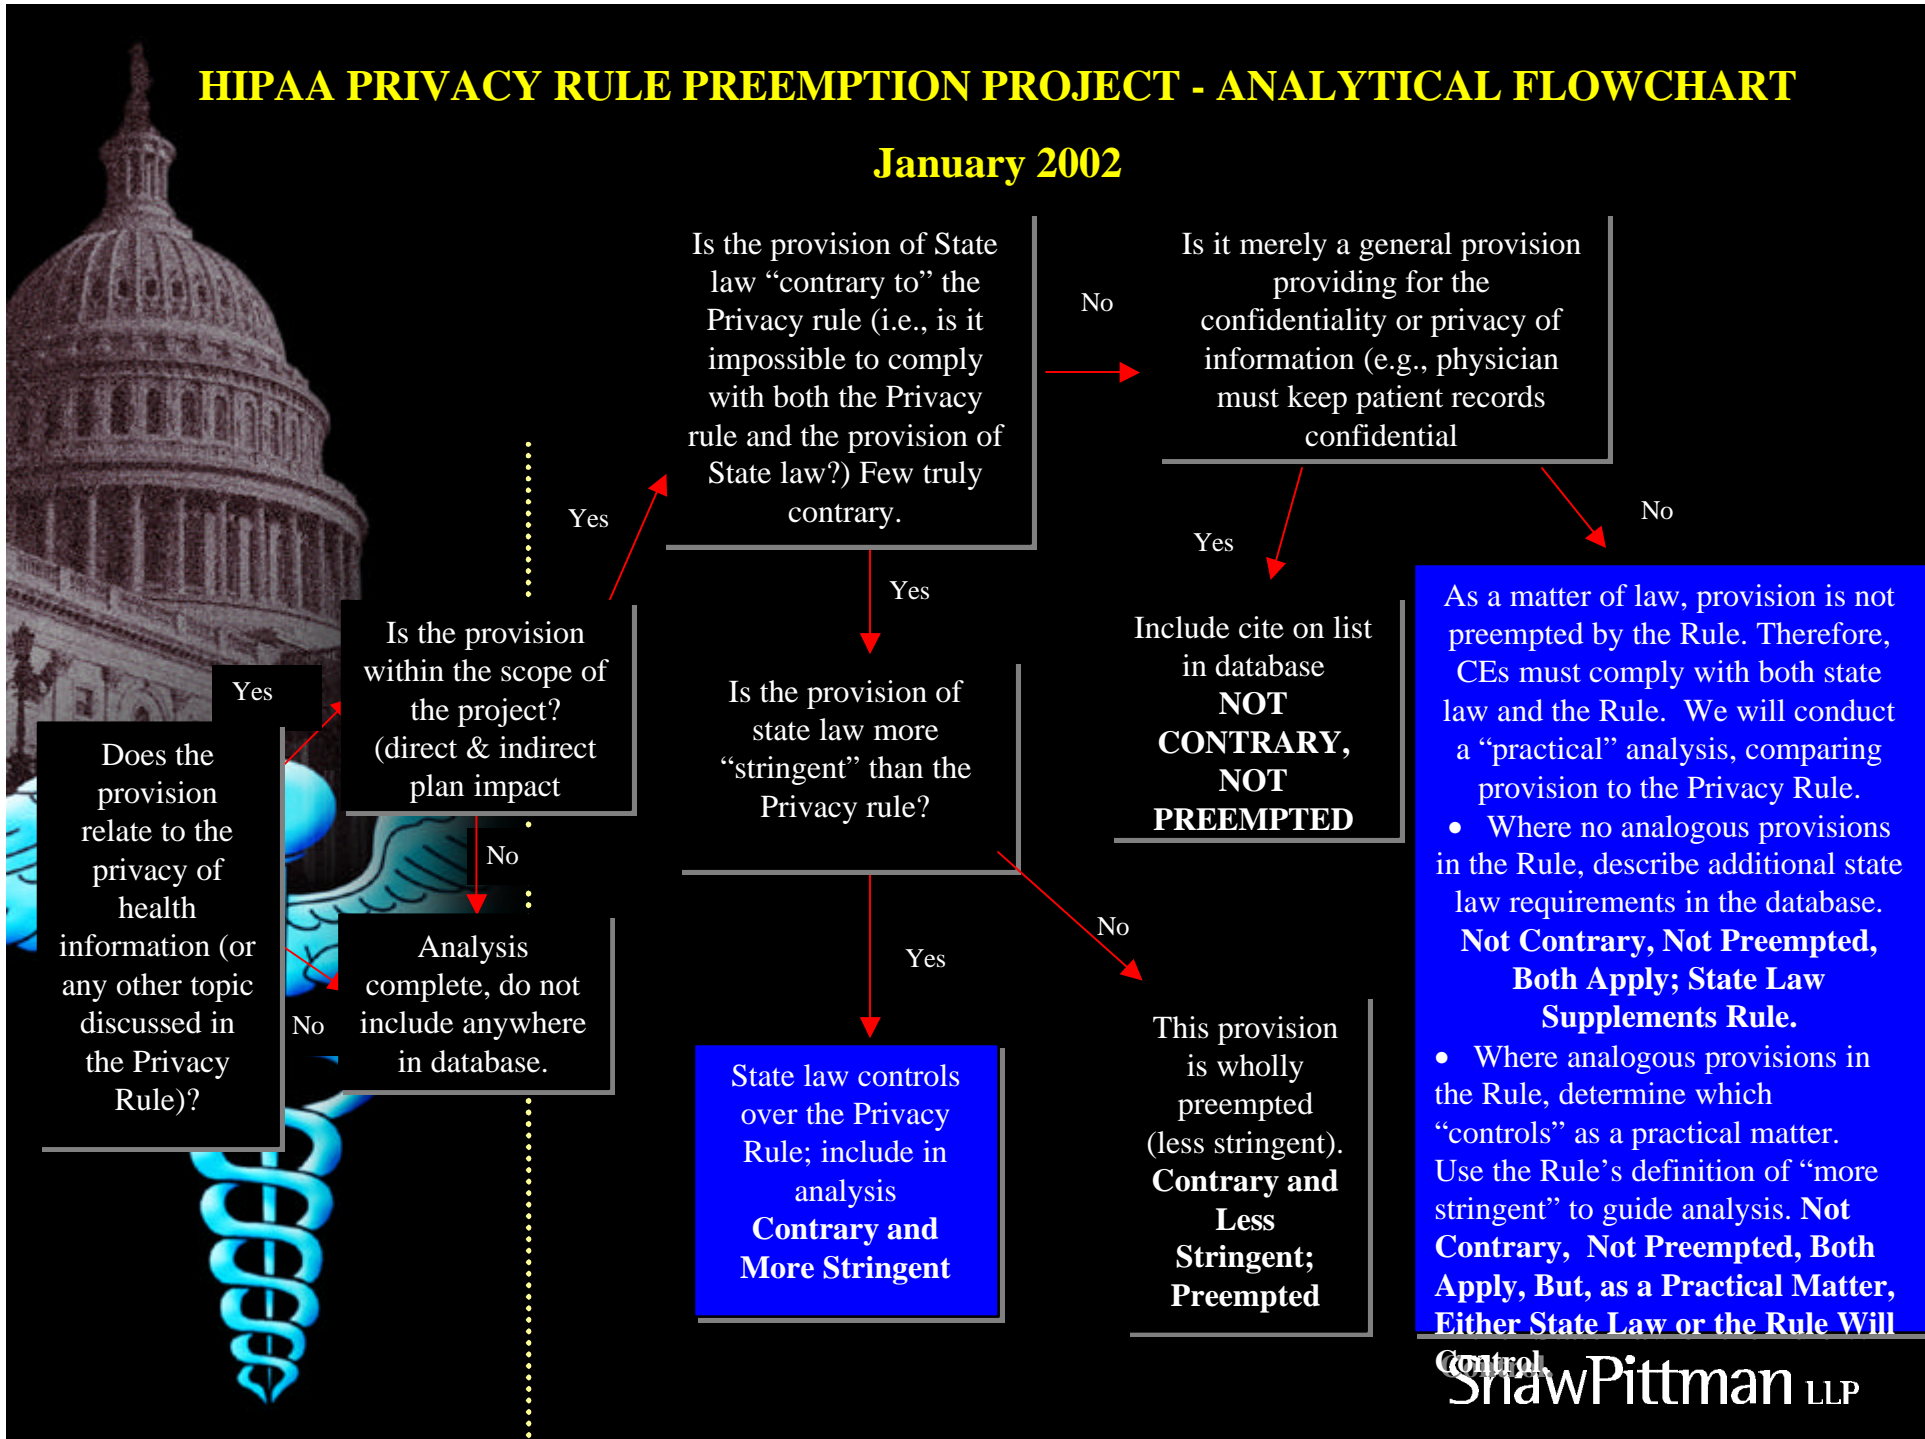 HIPAA PRIVACY RULE PREEMPTION PROJECT - ANALYTICAL FLOWCHART
January 2002
Does the
provision
relate to the
privacy of
health
information (or
any other topic
discussed in
the Privacy
Rule)?
Yes
No
Is the provision
within the scope of
the project?
(direct & indirect
plan impact
No
Analysis
complete, do not
include anywhere
in database.
Yes
Is the provision of State
law “contrary to” the
Privacy rule (i.e., is it
impossible to comply
with both the Privacy
rule and the provision of
State law?) Few truly
contrary.
Yes
Is the provision of
state law more
“stringent” than the
Privacy rule?
Yes
State law controls
over the Privacy
Rule; include in
analysis
Contrary and
More Stringent
No
This provision
is wholly
preempted
(less stringent).
Contrary and
Less
Stringent;
Preempted
No
Is it merely a general provision
providing for the
confidentiality or privacy of
information (e.g., physician
must keep patient records
confidential
Yes
Include cite on list
in database
NOT
CONTRARY,
NOT
PREEMPTED
No
As a matter of law, provision is not
preempted by the Rule. Therefore,
CEs must comply with both state
law and the Rule.  We will conduct
a “practical” analysis, comparing
provision to the Privacy Rule.
• Where no analogous provisions
in the Rule, describe additional state
law requirements in the database.
Not Contrary, Not Preempted,
Both Apply; State Law
Supplements Rule.
• Where analogous provisions in
the Rule, determine which
“controls” as a practical matter.
Use the Rule’s definition of “more
stringent” to guide analysis. Not
Contrary,  Not Preempted, Both
Apply, But, as a Practical Matter,
Either State Law or the Rule Will
Control.
ShawPittman LLP